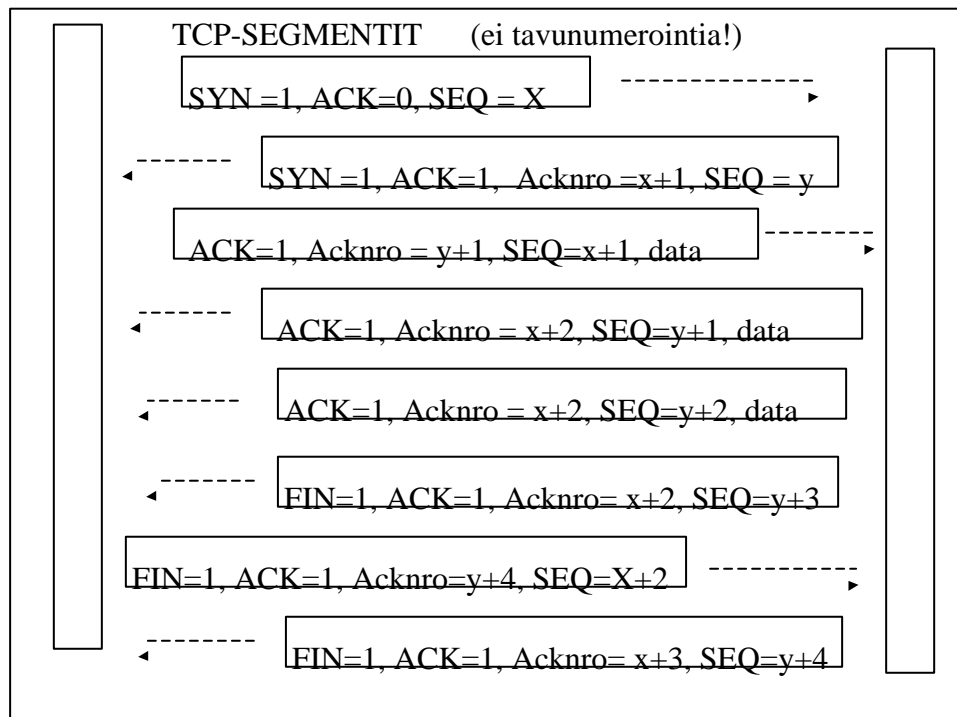 TCP-SEGMENTIT (ei tavunumerointia!)
SYN =1, ACK=0, SEQ = X
SYN =1, ACK=1, Acknro =x+1, SEQ = y
ACK=1, Acknro = y+1, SEQ=x+1, data
ACK=1, Acknro = x+2, SEQ=y+1, data
ACK=1, Acknro = x+2, SEQ=y+2, data
FIN=1, ACK=1, Acknro= x+2, SEQ=y+3
FIN=1, ACK=1, Acknro=y+4, SEQ=X+2
FIN=1, ACK=1, Acknro= x+3, SEQ=y+4